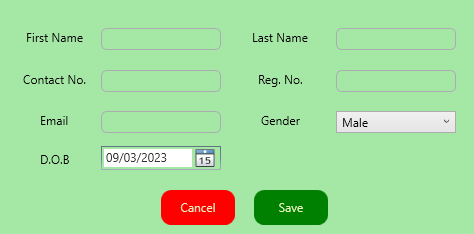 First Name Last Name
Contact No. Reg. No.
Email Gender Male
D.O.B 09/03/2023 15
Cancel Save